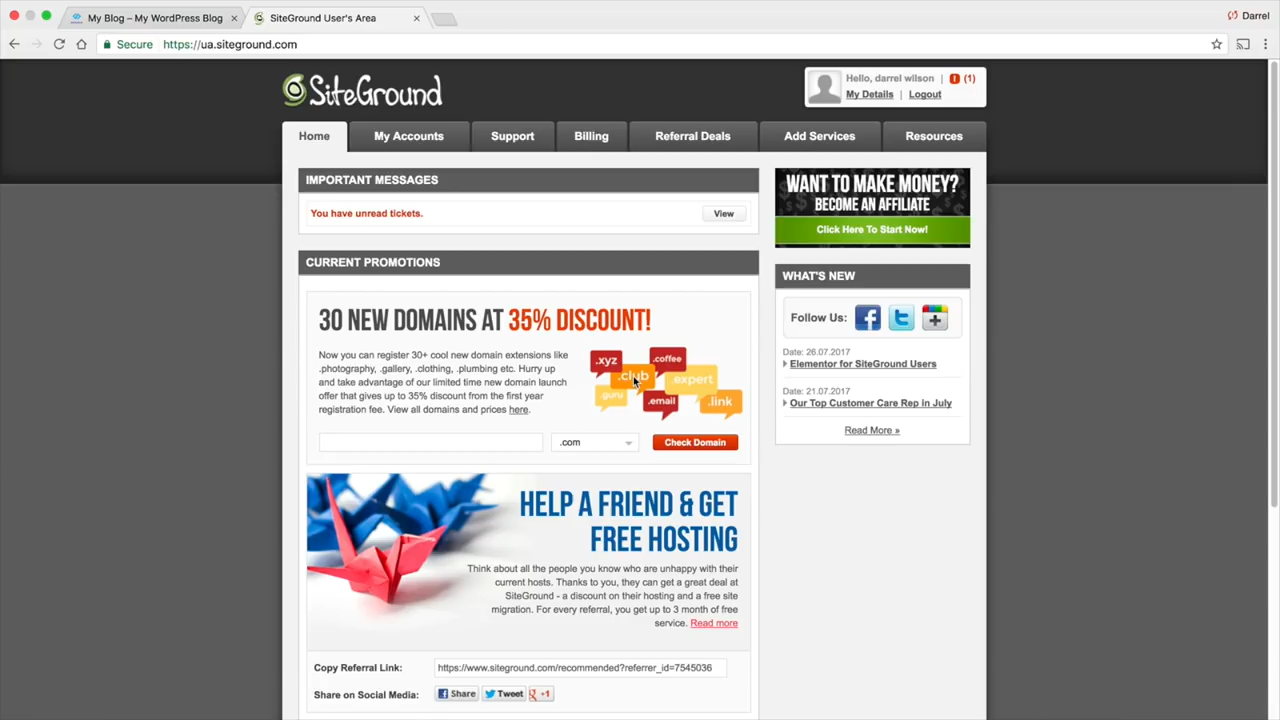 My Blog – My WordPress Blog
SiteGround User's Area
Darrel
Secure
https://ua.siteground.com
SiteGround
Hello, darrel wilson | ! (1)
My Details | Logout
Home
My Accounts
Support
Billing
Referral Deals
Add Services
Resources
IMPORTANT MESSAGES
You have unread tickets.
View
CURRENT PROMOTIONS
30 NEW DOMAINS AT 35% DISCOUNT!
Now you can register 30+ cool new domain extensions like
.photography, .gallery, .clothing, .plumbing etc. Hurry up
and take advantage of our limited time new domain launch
offer that gives up to 35% discount from the first year
registration fee. View all domains and prices here.
.xyz
.coffee
.club
.expert
.guru
.email
.link
.com
Check Domain
HELP A FRIEND & GET
FREE HOSTING
Think about all the people you know who are unhappy with their
current hosts. Thanks to you, they can get a great deal at
SiteGround - a discount on their hosting and a free site
migration. For every referral, you get up to 3 month of free
service. Read more
Copy Referral Link:
https://www.siteground.com/recommended?referrer_id=7545036
Share on Social Media:
Share
Tweet
+1
WANT TO MAKE MONEY?
BECOME AN AFFILIATE
Click Here To Start Now!
WHAT'S NEW
Follow Us:
Date: 26.07.2017
Elementor for SiteGround Users
Date: 21.07.2017
Our Top Customer Care Rep in July
Read More »